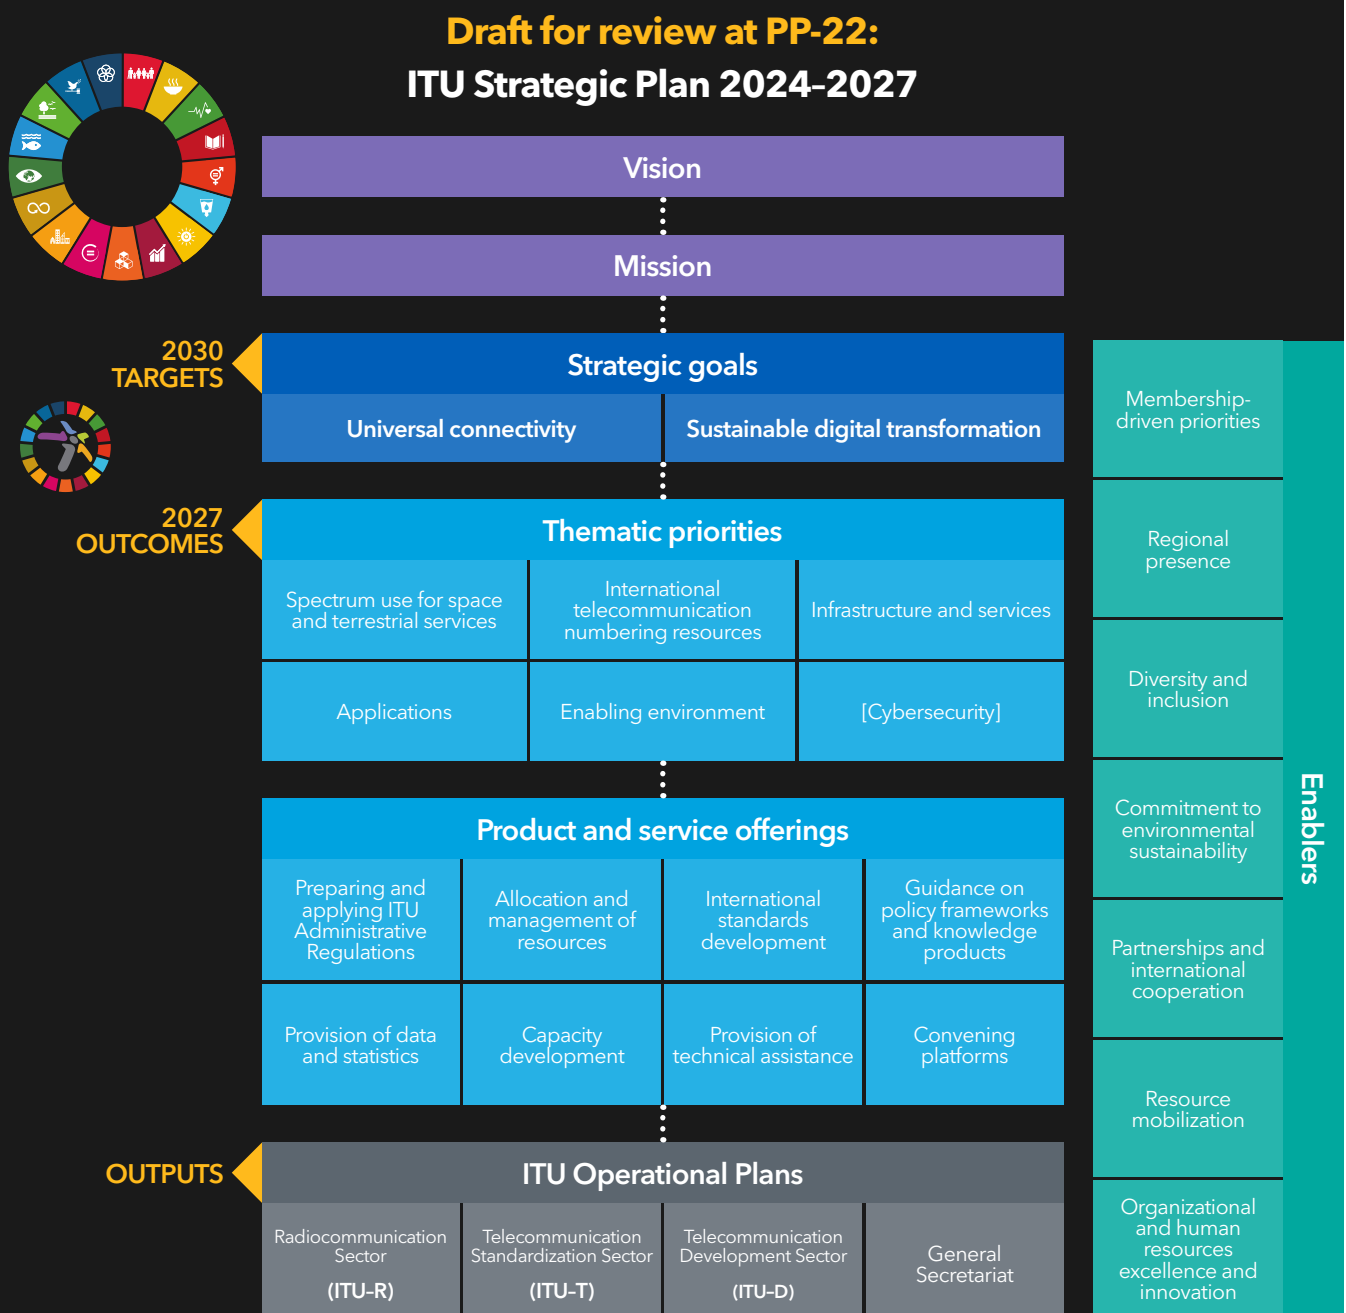 Draft for review at PP-22:
ITU Strategic Plan 2024–2027
Vision
Mission
2030
TARGETS
Strategic goals
Universal connectivity
Sustainable digital transformation
2027
OUTCOMES
Thematic priorities
Spectrum use for space
and terrestrial services
International
telecommunication
numbering resources
Infrastructure and services
Applications
Enabling environment
[Cybersecurity]
Product and service offerings
Preparing and
applying ITU
Administrative
Regulations
Allocation and
management of
resources
International
standards
development
Guidance on
policy frameworks
and knowledge
products
Provision of data
and statistics
Capacity
development
Provision of
technical assistance
Convening
platforms
OUTPUTS
ITU Operational Plans
Radiocommunication
Sector
(ITU–R)
Telecommunication
Standardization Sector
(ITU–T)
Telecommunication
Development Sector
(ITU–D)
General
Secretariat
Membership-
driven priorities
Regional
presence
Diversity and
inclusion
Commitment to
environmental
sustainability
Partnerships and
international
cooperation
Resource
mobilization
Organizational
and human
resources
excellence and
innovation
Enablers